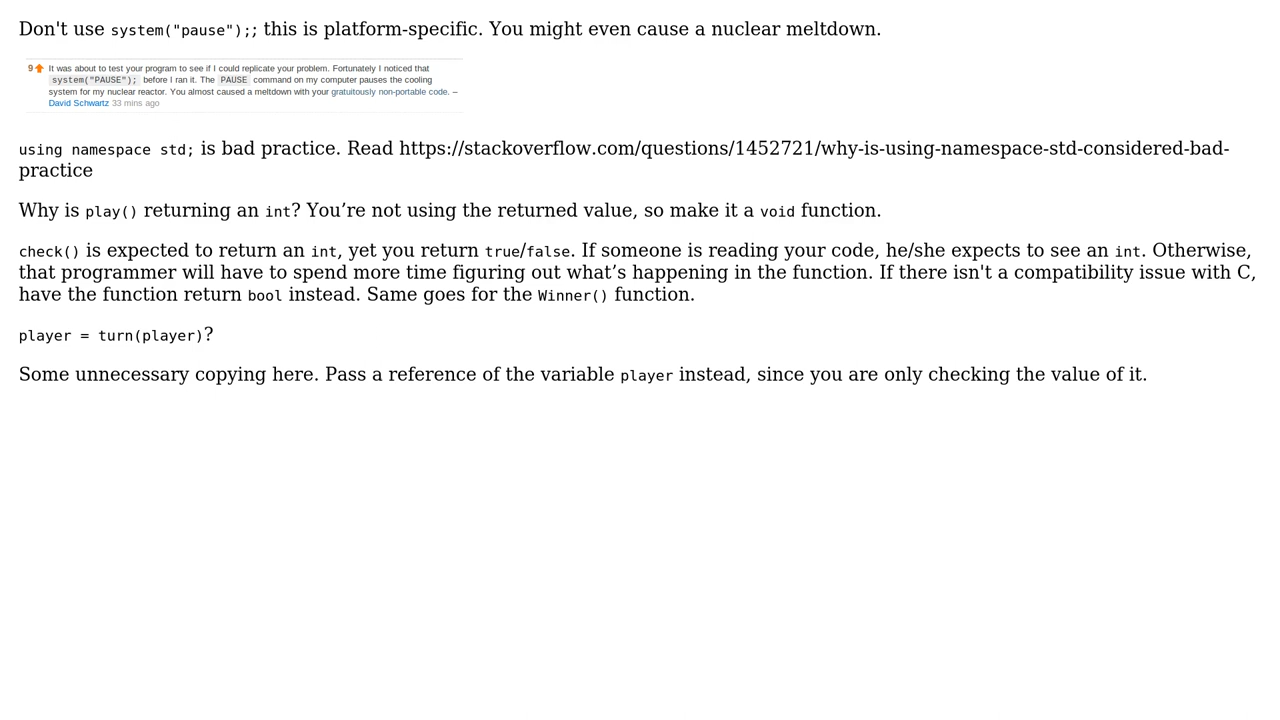 Don't use system("pause");; this is platform-specific. You might even cause a nuclear meltdown.
9 It was about to test your program to see if I could replicate your problem. Fortunately I noticed that
system("PAUSE"); before I ran it. The PAUSE command on my computer pauses the cooling
system for my nuclear reactor. You almost caused a meltdown with your gratuitously non-portable code. –
David Schwartz 33 mins ago
using namespace std; is bad practice. Read https://stackoverflow.com/questions/1452721/why-is-using-namespace-std-considered-bad-
practice
Why is play() returning an int? You’re not using the returned value, so make it a void function.
check() is expected to return an int, yet you return true/false. If someone is reading your code, he/she expects to see an int. Otherwise,
that programmer will have to spend more time figuring out what’s happening in the function. If there isn't a compatibility issue with C,
have the function return bool instead. Same goes for the Winner() function.
player = turn(player)?
Some unnecessary copying here. Pass a reference of the variable player instead, since you are only checking the value of it.